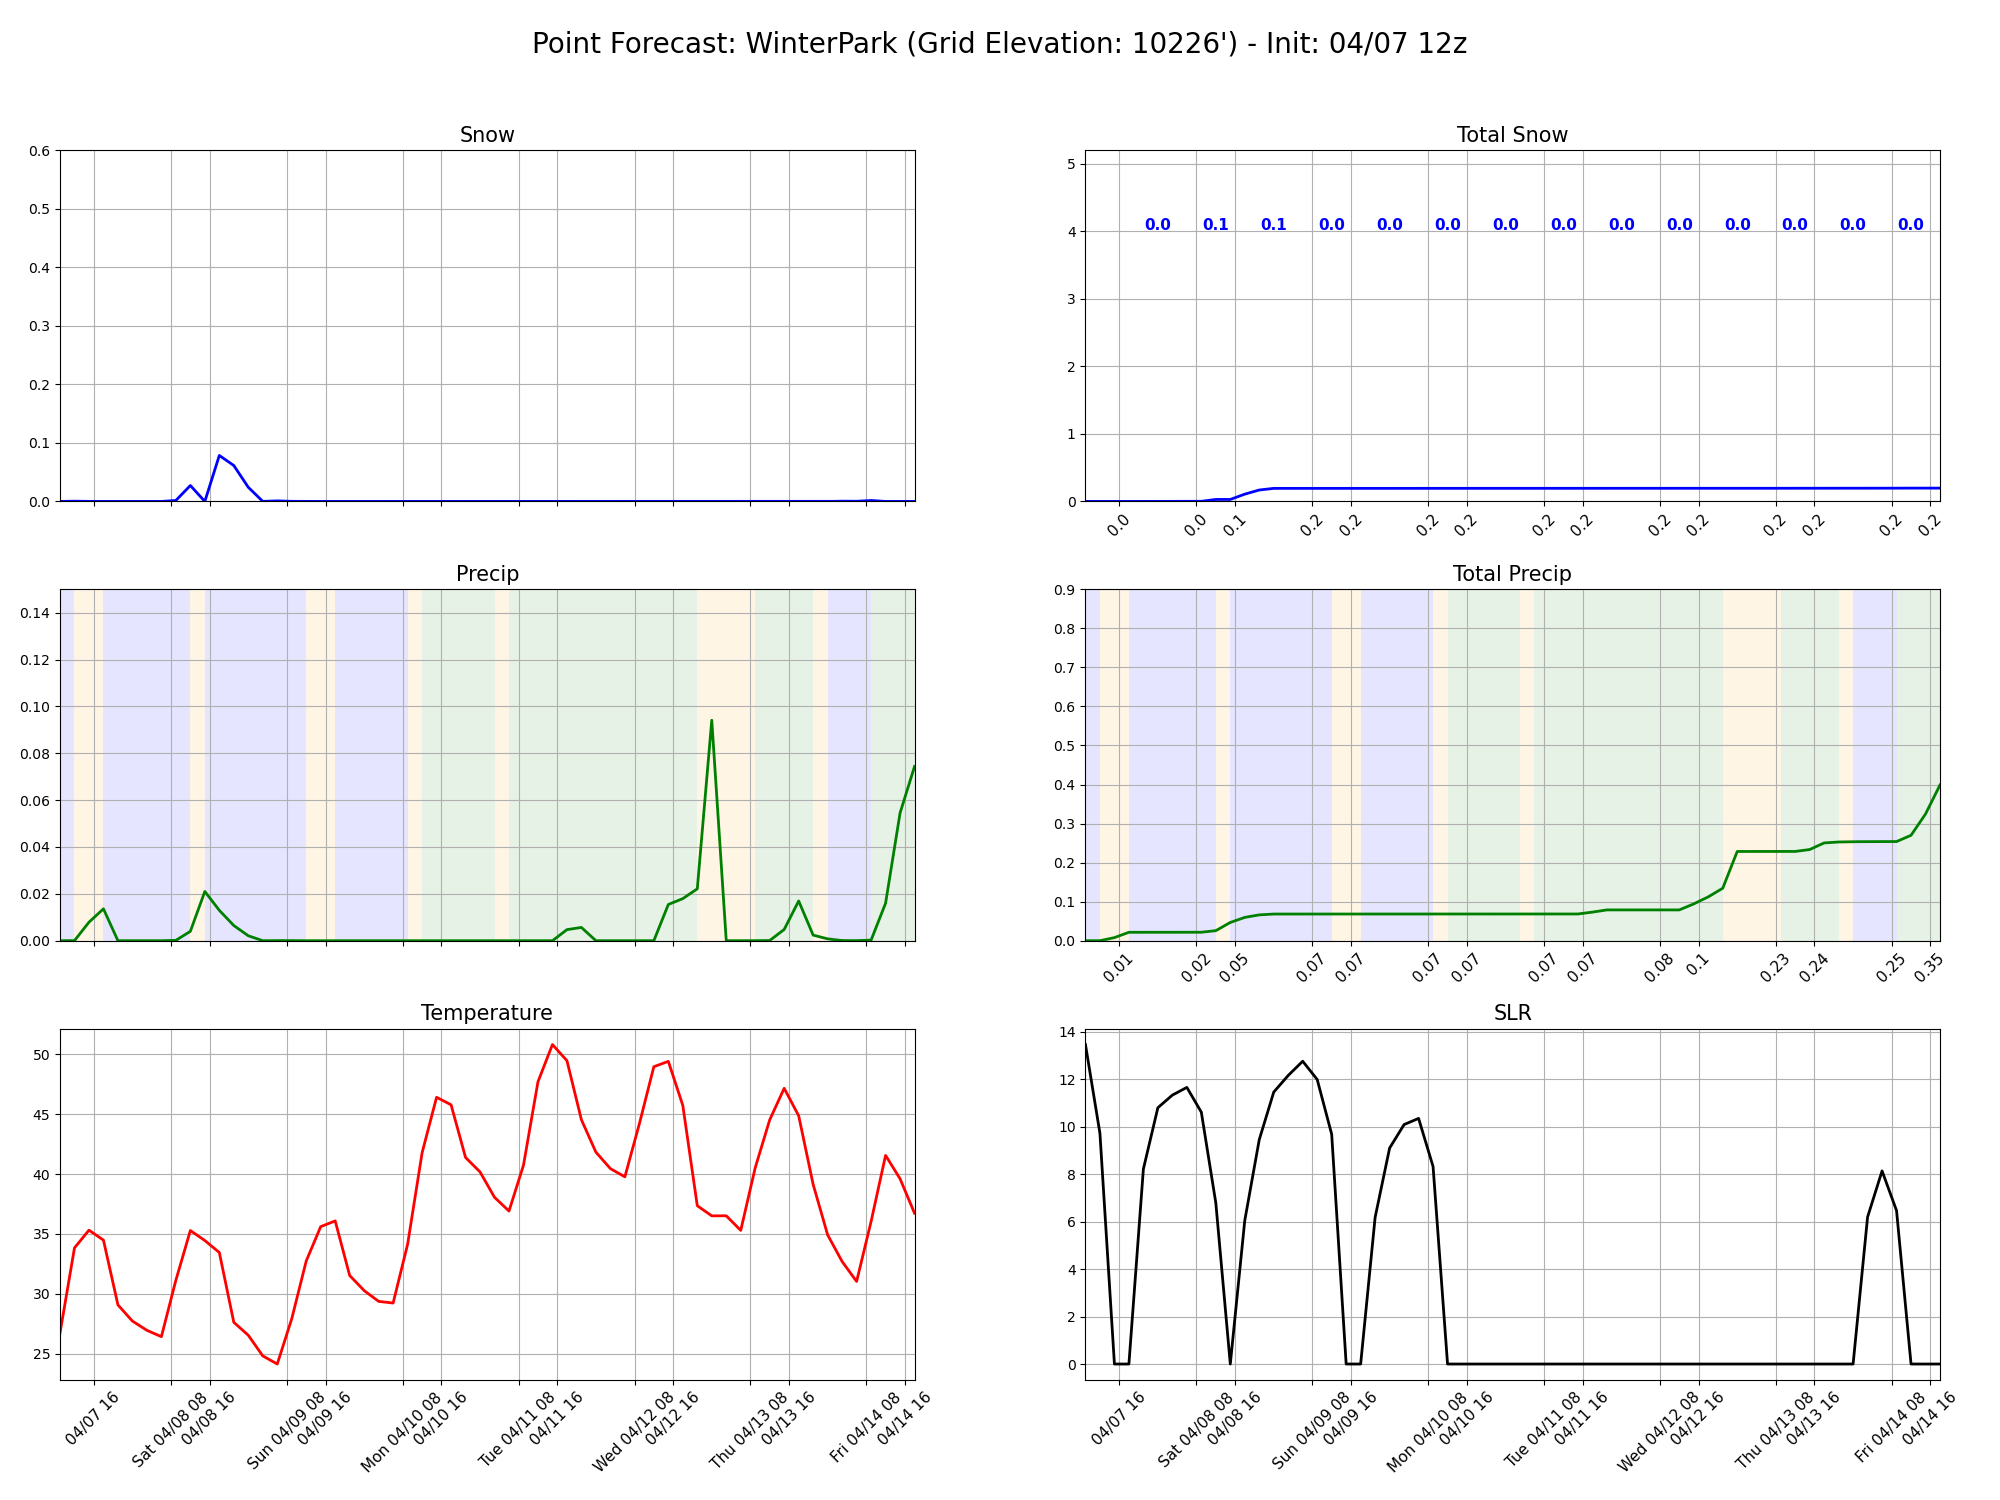 Point Forecast: WinterPark (Grid Elevation: 10226') - Init: 04/07 12z
Snow
0.6
0.5
0.4
0.3
0.2
0.1
0.0
Total Snow
5
4
3
2
1
0
0.0 0.1 0.1 0.0 0.0 0.0 0.0 0.0 0.0 0.0 0.0 0.0 0.0 0.0
0.0 0.0 0.1 0.2 0.2 0.2 0.2 0.2 0.2 0.2 0.2 0.2 0.2 0.2 0.2
Precip
0.14
0.12
0.10
0.08
0.06
0.04
0.02
0.00
Total Precip
0.9
0.8
0.7
0.6
0.5
0.4
0.3
0.2
0.1
0.0
0.01 0.02 0.05 0.07 0.07 0.07 0.07 0.07 0.07 0.08 0.1 0.23 0.24 0.25 0.35
Temperature
50
45
40
35
30
25
04/07 16
Sat 04/08 08
04/08 16
Sun 04/09 08
04/09 16
Mon 04/10 08
04/10 16
Tue 04/11 08
04/11 16
Wed 04/12 08
04/12 16
Thu 04/13 08
04/13 16
Fri 04/14 08
04/14 16
SLR
14
12
10
8
6
4
2
0
04/07 16
Sat 04/08 08
04/08 16
Sun 04/09 08
04/09 16
Mon 04/10 08
04/10 16
Tue 04/11 08
04/11 16
Wed 04/12 08
04/12 16
Thu 04/13 08
04/13 16
Fri 04/14 08
04/14 16